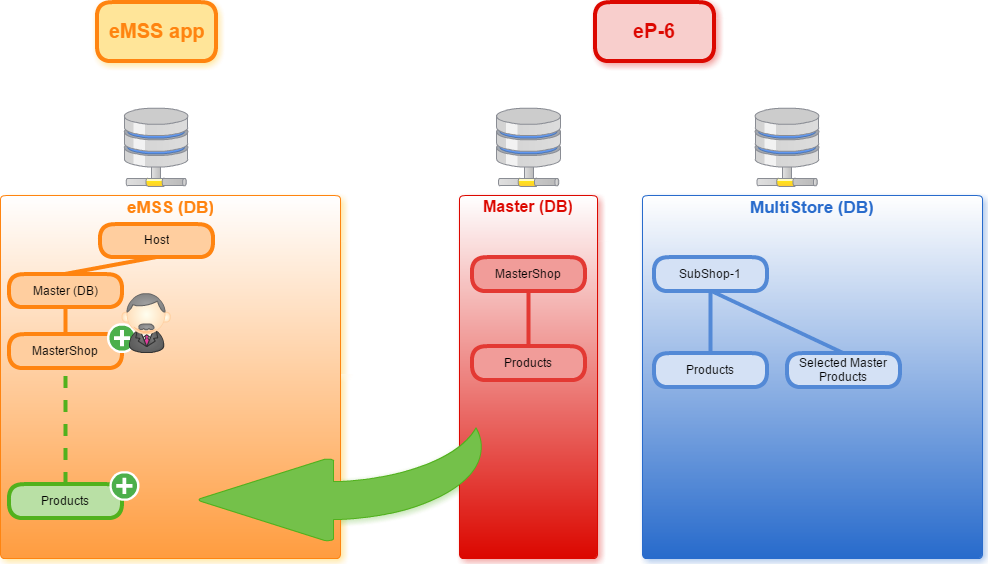 eMSS app
eP-6
eMSS (DB)
Master (DB)
MultiStore (DB)
Host
Master (DB)
MasterShop
Products
MasterShop
Products
SubShop-1
Products
Selected Master
Products